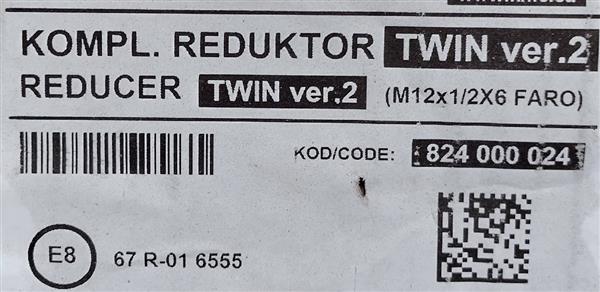 KOMPL. REDUKTOR TWIN ver.2
REDUCER TWIN ver.2 (M12x1/2X6 FARO)
KOD/CODE: 824 000 024
E8 67 R-01 6555